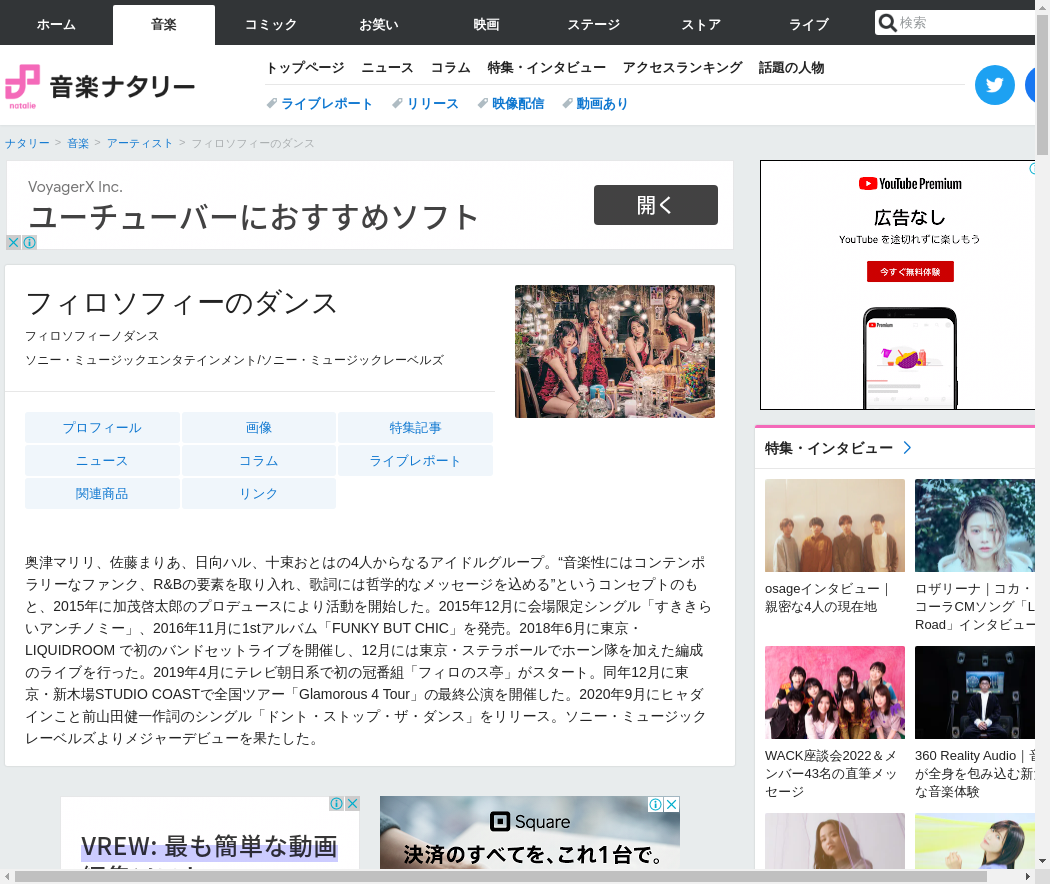 ホーム 音楽 コミック お笑い 映画 ステージ ストア ライブ 検索
natalie
音楽ナタリー
トップページ ニュース コラム 特集・インタビュー アクセスランキング 話題の人物
ライブレポート リリース 映像配信 動画あり
ナタリー > 音楽 > アーティスト > フィロソフィーのダンス
VoyagerX Inc.
ユーチューバーにおすすめソフト
開く
フィロソフィーのダンス
フィロソフィーノダンス
ソニー・ミュージックエンタテインメント/ソニー・ミュージックレーベルズ
プロフィール 画像 特集記事
ニュース コラム ライブレポート
関連商品 リンク
奥津マリリ、佐藤まりあ、日向ハル、十束おとはの4人からなるアイドルグループ。“音楽性にはコンテンポ
ラリーなファンク、R&Bの要素を取り入れ、歌詞には哲学的なメッセージを込める”というコンセプトのも
と、2015年に加茂啓太郎のプロデュースにより活動を開始した。2015年12月に会場限定シングル「すききら
いアンチノミー」、2016年11月に1stアルバム「FUNKY BUT CHIC」を発売。2018年6月に東京・
LIQUIDROOM で初のバンドセットライブを開催し、12月には東京・ステラボールでホーン隊を加えた編成
のライブを行った。2019年4月にテレビ朝日系で初の冠番組「フィロのス亭」がスタート。同年12月に東
京・新木場STUDIO COASTで全国ツアー「Glamorous 4 Tour」の最終公演を開催した。2020年9月にヒャダ
インこと前山田健一作詞のシングル「ドント・ストップ・ザ・ダンス」をリリース。ソニー・ミュージック
レーベルズよりメジャーデビューを果たした。
VREW: 最も簡単な動画
Square
決済のすべてを、これ1台で。
YouTube Premium
広告なし
YouTube を途切れずに楽しもう
今すぐ無料体験
Premium
特集・インタビュー
osageインタビュー｜
親密な4人の現在地
ロザリーナ｜コカ・
コーラCMソング「L
Road」インタビュー
WACK座談会2022＆メ
ンバー43名の直筆メッ
セージ
360 Reality Audio｜音
が全身を包み込む新
な音楽体験